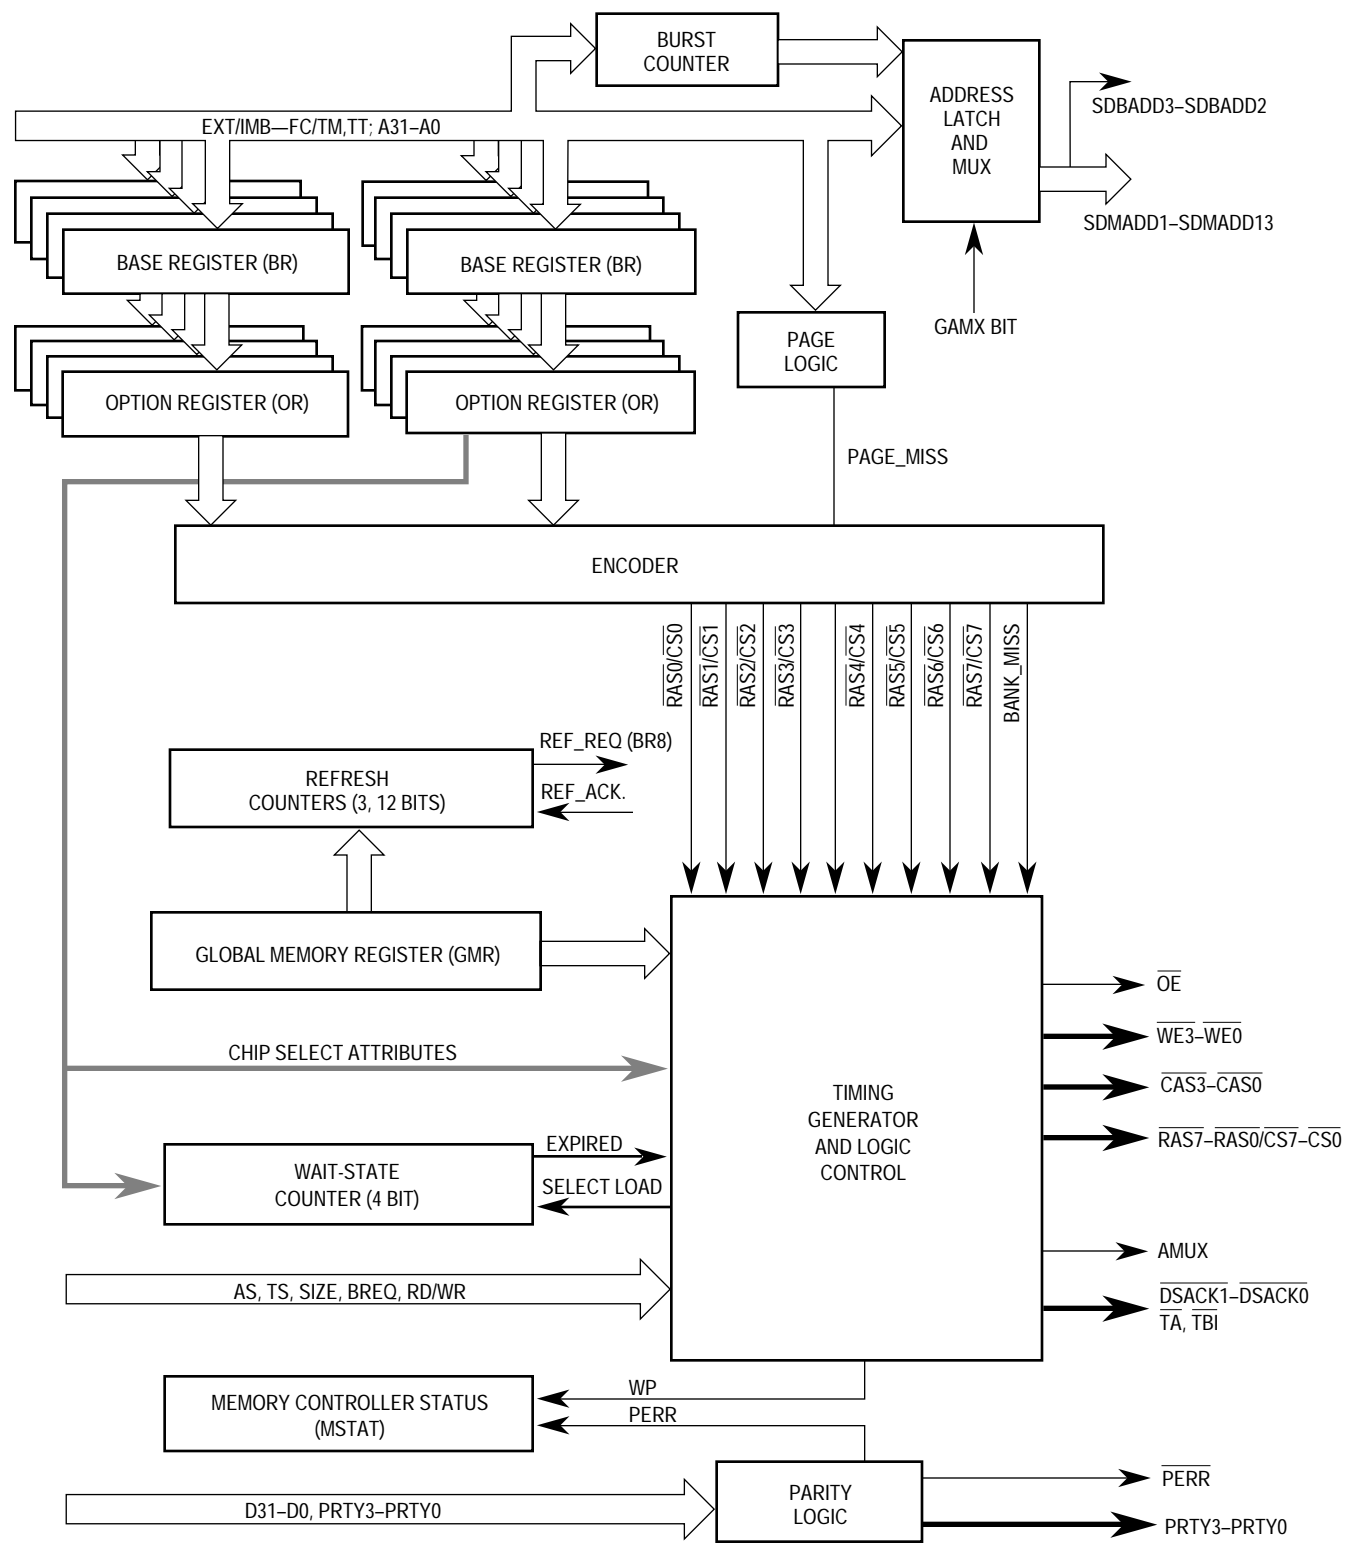 BURST
COUNTER
ADDRESS
LATCH
AND
MUX
SDBADD3–SDBADD2
EXT/IMB—FC/TM,TT; A31–A0
SDMADD1–SDMADD13
BASE REGISTER (BR)
BASE REGISTER (BR)
GAMX BIT
PAGE
LOGIC
OPTION REGISTER (OR)
OPTION REGISTER (OR)
PAGE_MISS
ENCODER
RAS0/CS0
RAS1/CS1
RAS2/CS2
RAS3/CS3
RAS4/CS4
RAS5/CS5
RAS6/CS6
RAS7/CS7
BANK_MISS
REF_REQ (BR8)
REFRESH
COUNTERS (3, 12 BITS)
REF_ACK.
GLOBAL MEMORY REGISTER (GMR)
OE
WE3–WE0
CHIP SELECT ATTRIBUTES
CAS3–CAS0
TIMING
GENERATOR
AND LOGIC
CONTROL
RAS7–RAS0/CS7–CS0
EXPIRED
WAIT-STATE
COUNTER (4 BIT)
SELECT LOAD
AMUX
AS, TS, SIZE, BREQ, RD/WR
DSACK1–DSACK0
TA, TBI
WP
MEMORY CONTROLLER STATUS
(MSTAT)
PERR
PERR
PARITY
LOGIC
D31–D0, PRTY3–PRTY0
PRTY3–PRTY0